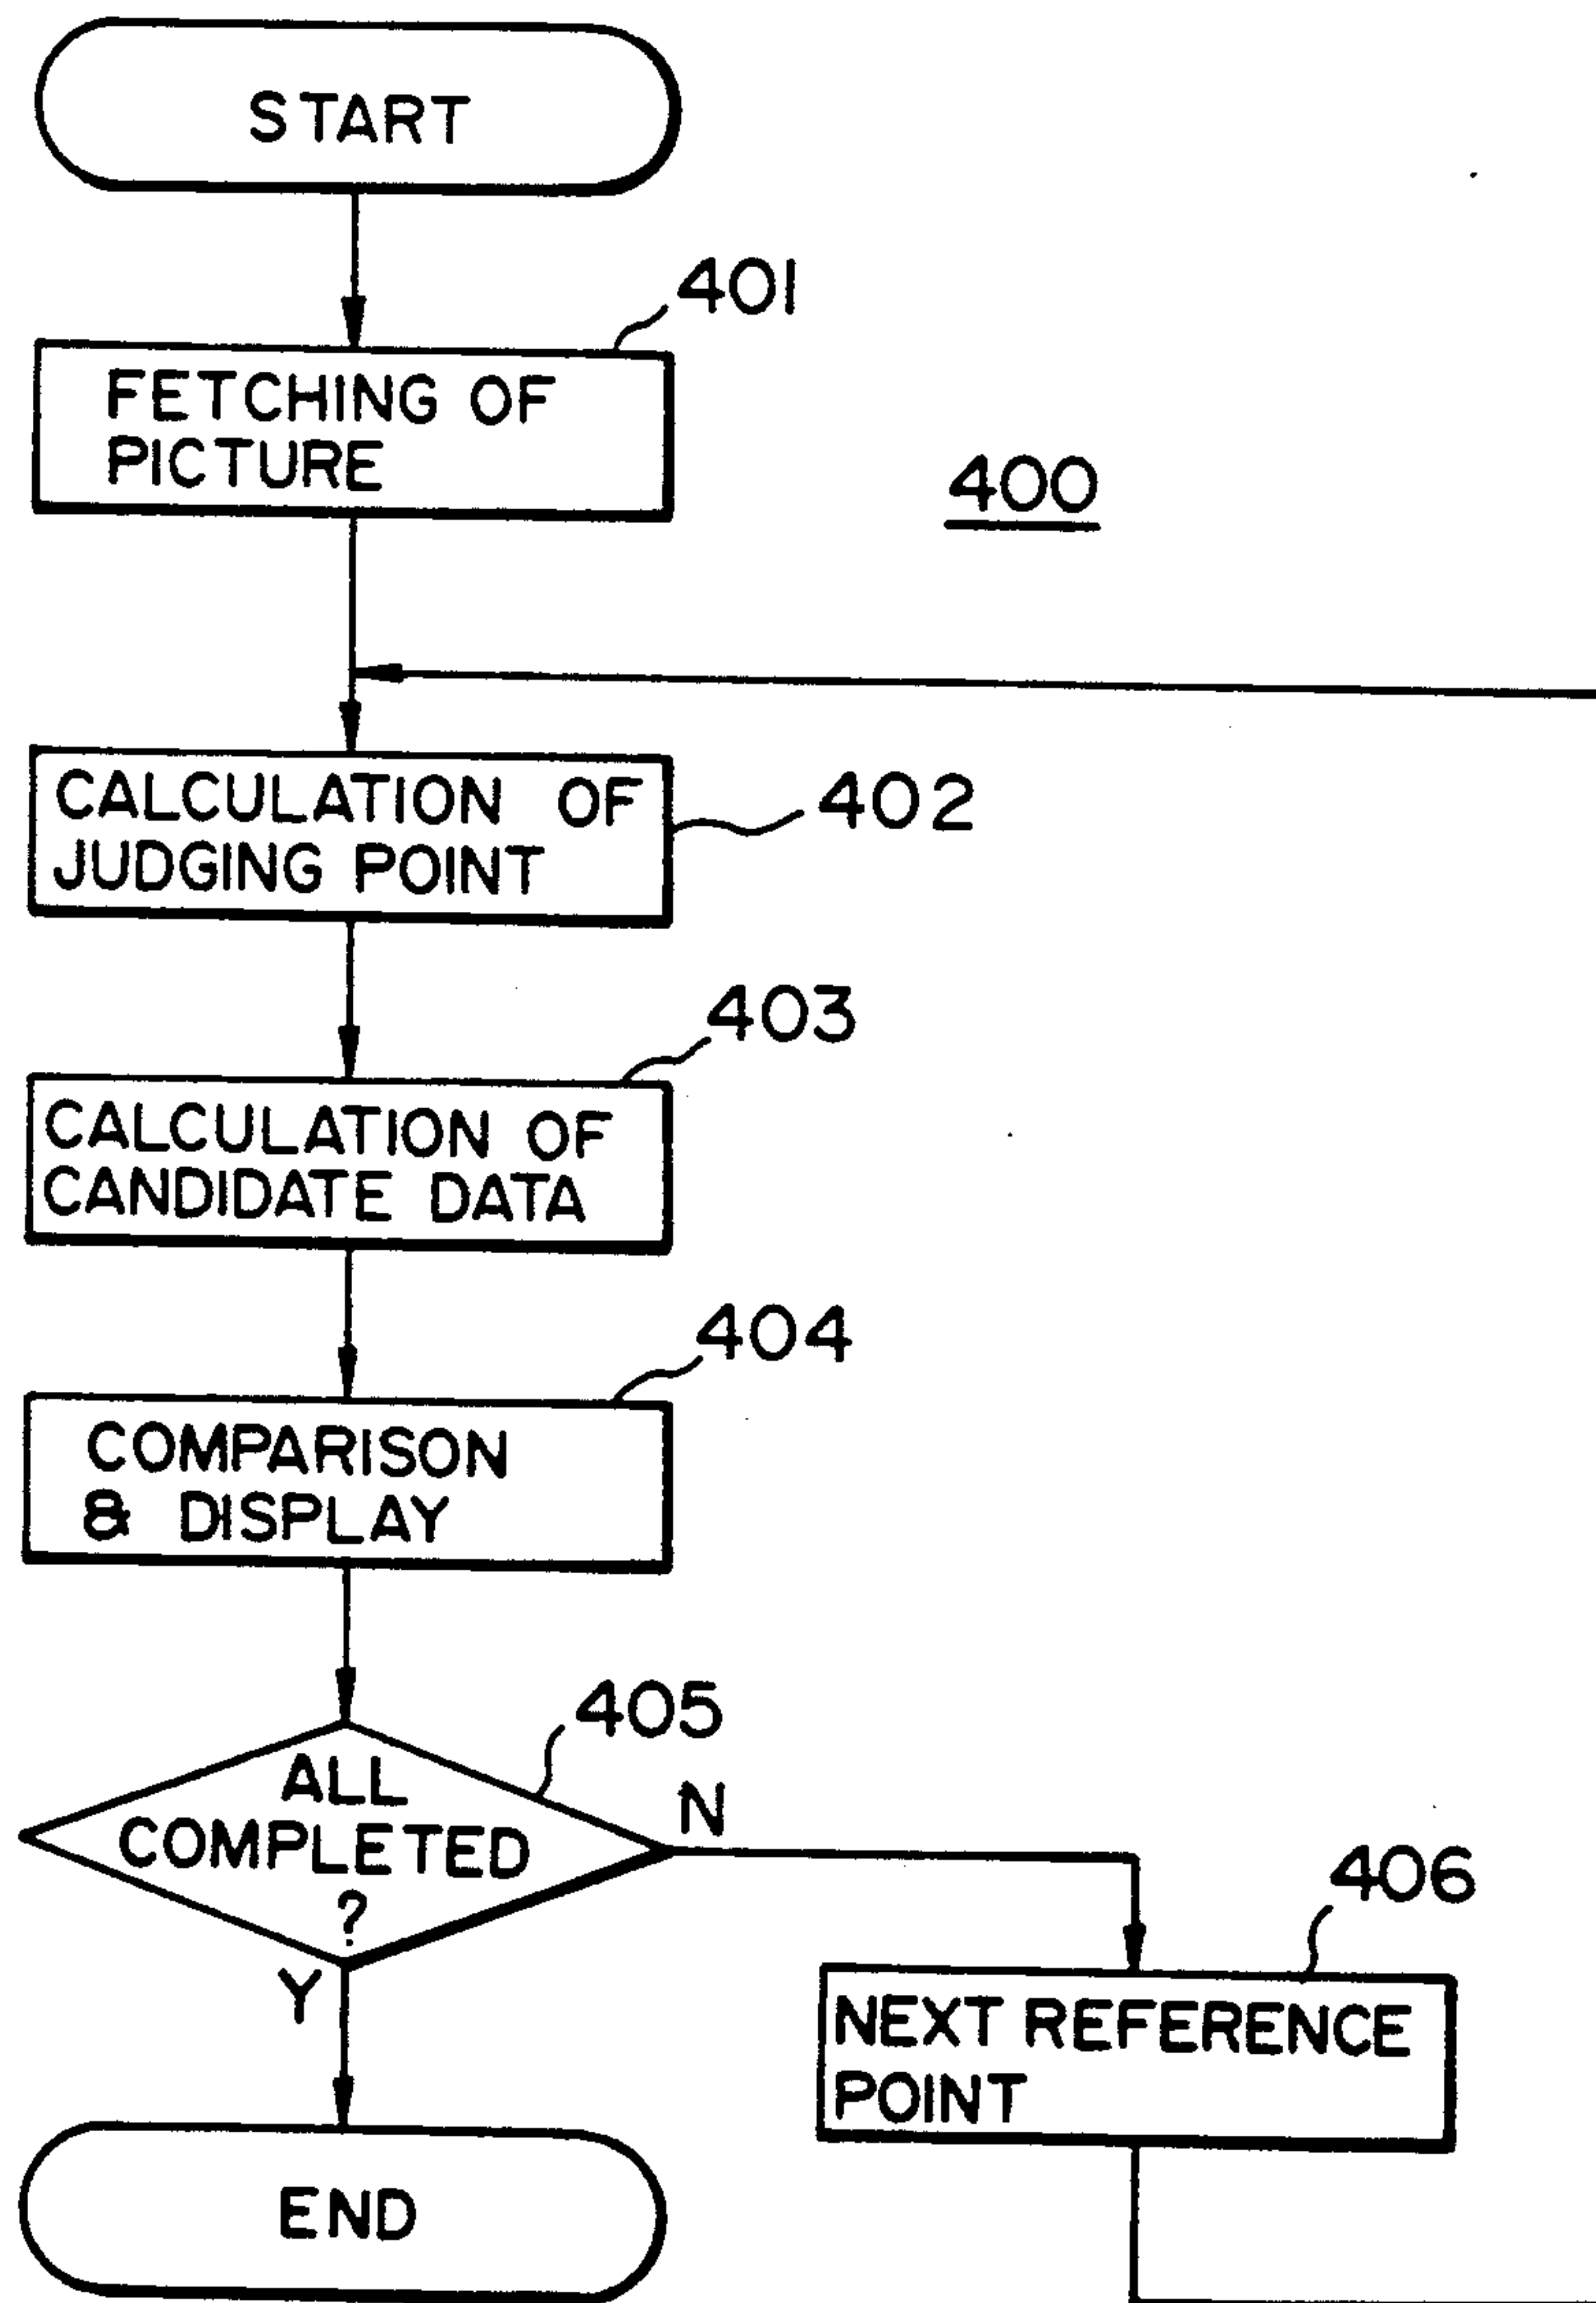 START
401
FETCHING OF
PICTURE
400
CALCULATION OF
JUDGING POINT
402
403
CALCULATION OF
CANDIDATE DATA
404
COMPARISON
& DISPLAY
405
ALL
COMPLETED
?
N
Y
406
NEXT REFERENCE
POINT
END